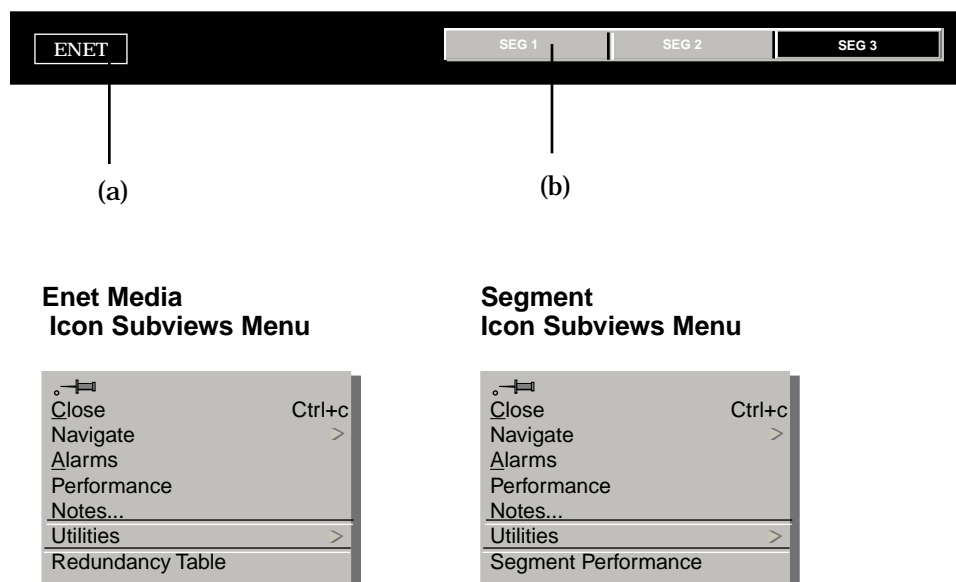 ENET SEG 1 SEG 2 SEG 3
(a) (b)
Enet Media
Icon Subviews Menu
Close Ctrl+c
Navigate >
Alarms
Performance
Notes...
Utilities >
Redundancy Table
Segment
Icon Subviews Menu
Close Ctrl+c
Navigate >
Alarms
Performance
Notes...
Utilities >
Segment Performance